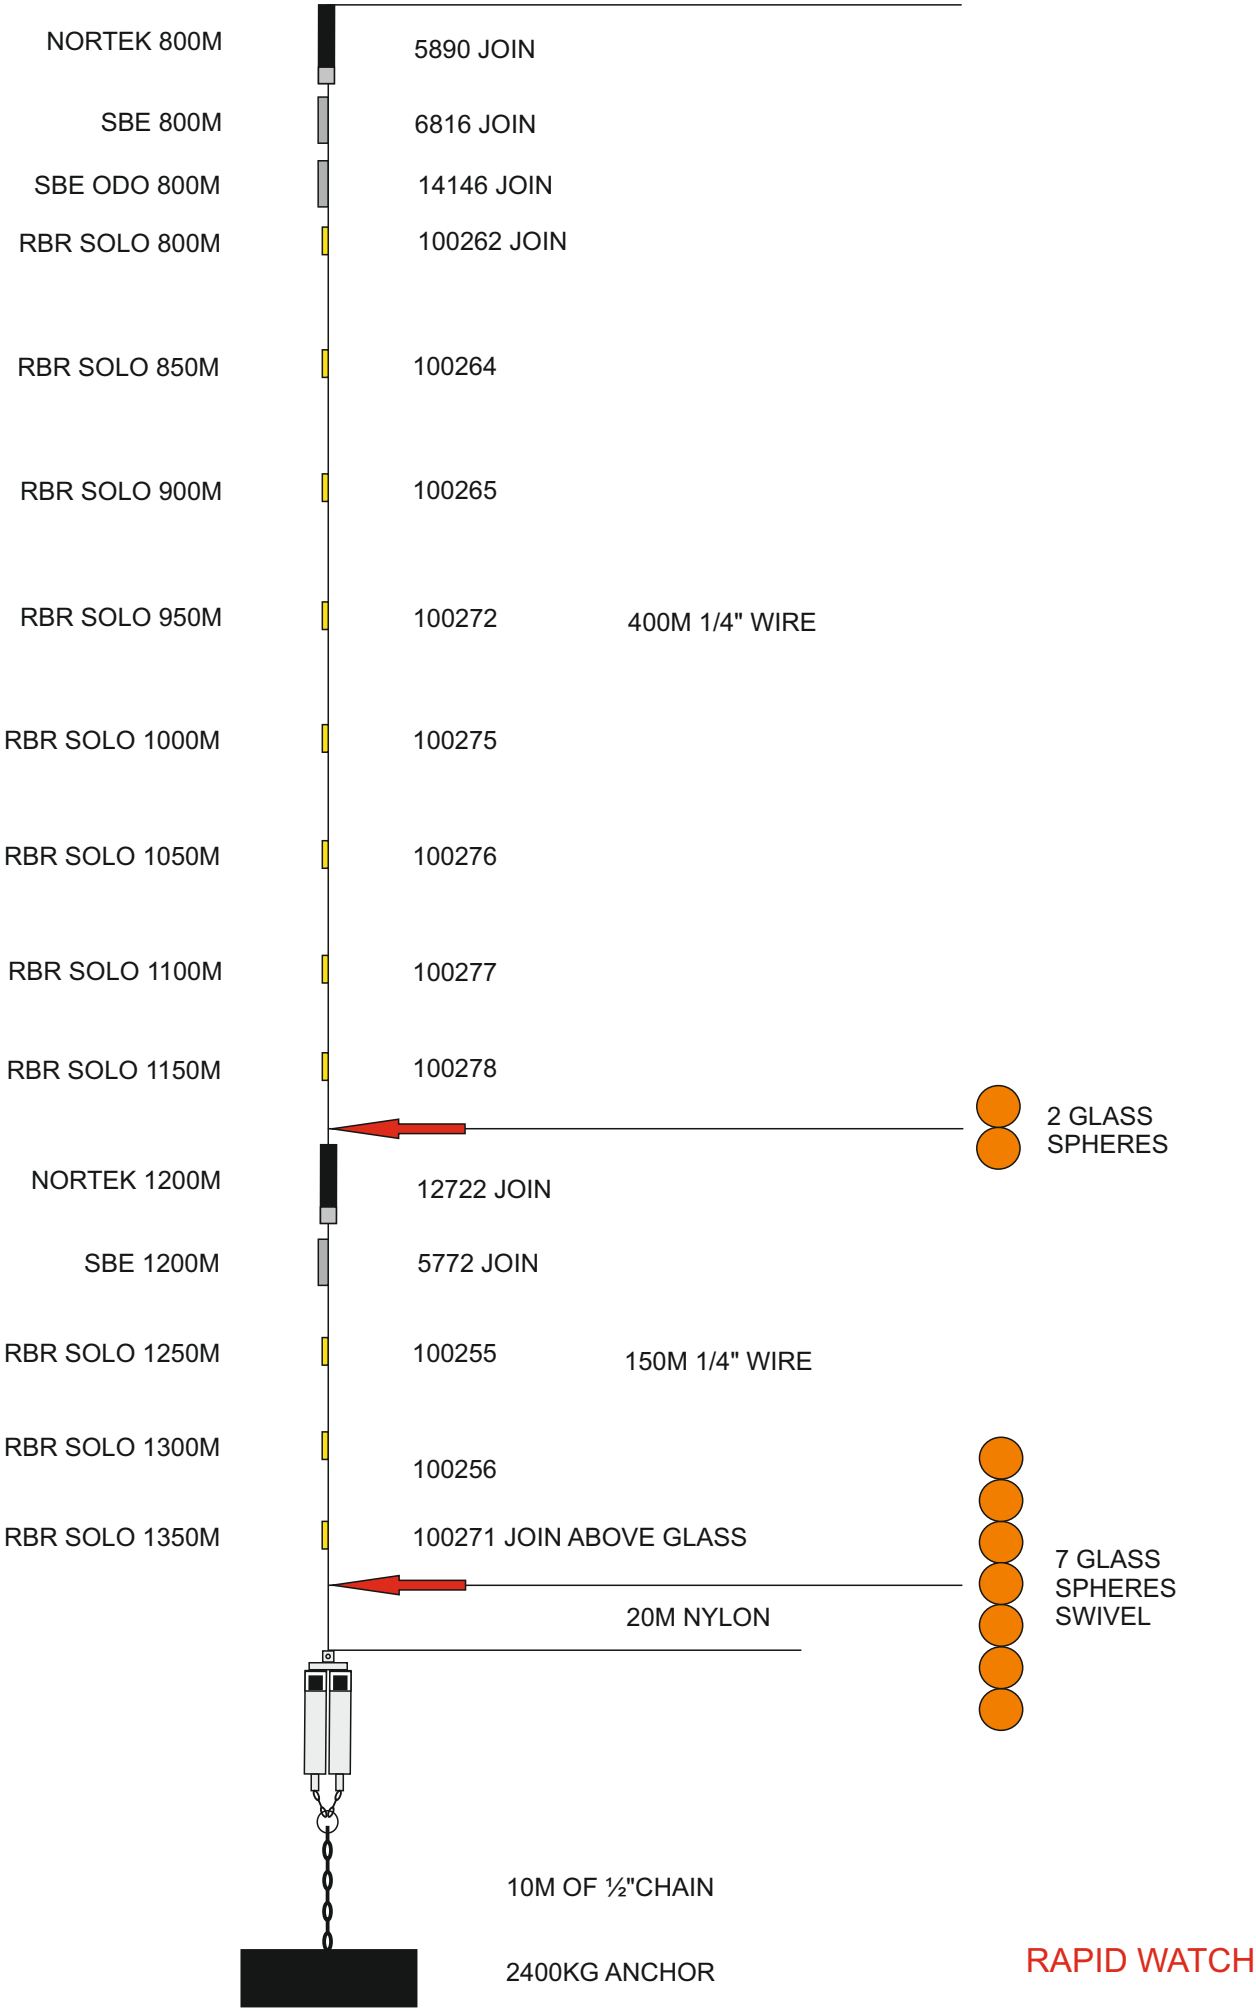 NORTEK 800M
5890 JOIN
SBE 800M
6816 JOIN
SBE ODO 800M
14146 JOIN
RBR SOLO 800M
100262 JOIN
RBR SOLO 850M
100264
RBR SOLO 900M
100265
RBR SOLO 950M
100272
400M 1/4" WIRE
RBR SOLO 1000M
100275
RBR SOLO 1050M
100276
RBR SOLO 1100M
100277
RBR SOLO 1150M
100278
2 GLASS
SPHERES
NORTEK 1200M
12722 JOIN
SBE 1200M
5772 JOIN
RBR SOLO 1250M
100255
150M 1/4" WIRE
RBR SOLO 1300M
100256
RBR SOLO 1350M
100271 JOIN ABOVE GLASS
7 GLASS
SPHERES
SWIVEL
20M NYLON
10M OF ½"CHAIN
2400KG ANCHOR
RAPID WATCH